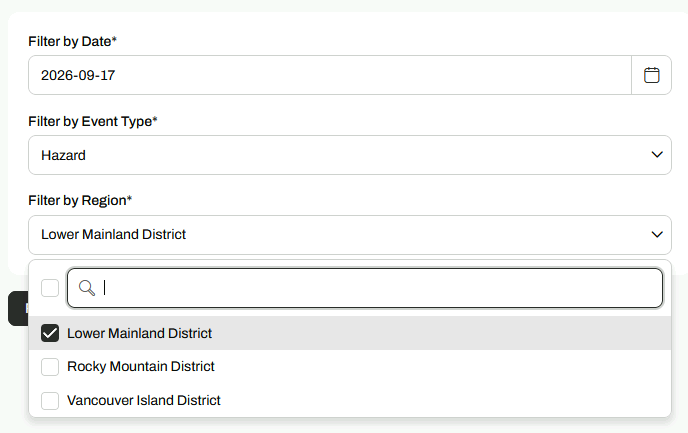 Filter by Date*
2026-09-17
Filter by Event Type*
Hazard
Filter by Region*
Lower Mainland District
Lower Mainland District
Rocky Mountain District
Vancouver Island District